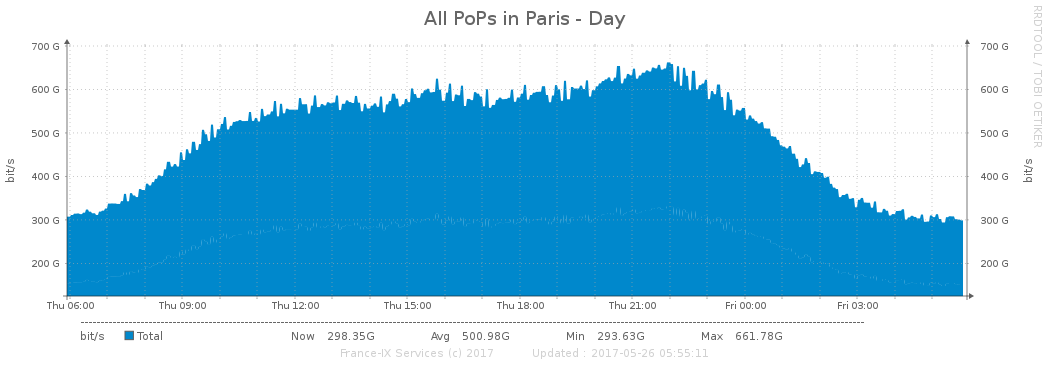 All PoPs in Paris - Day
RRDTOOL / TOBI OETIKER
700 G 700 G
600 G 600 G
500 G 500 G
400 G 400 G
300 G 300 G
200 G 200 G
bit/s bit/s
Thu 06:00 Thu 09:00 Thu 12:00 Thu 15:00 Thu 18:00 Thu 21:00 Fri 00:00 Fri 03:00
bit/s Total Now 298.35G Avg 500.98G Min 293.63G Max 661.78G
France-IX Services (c) 2017 Updated : 2017-05-26 05:55:11